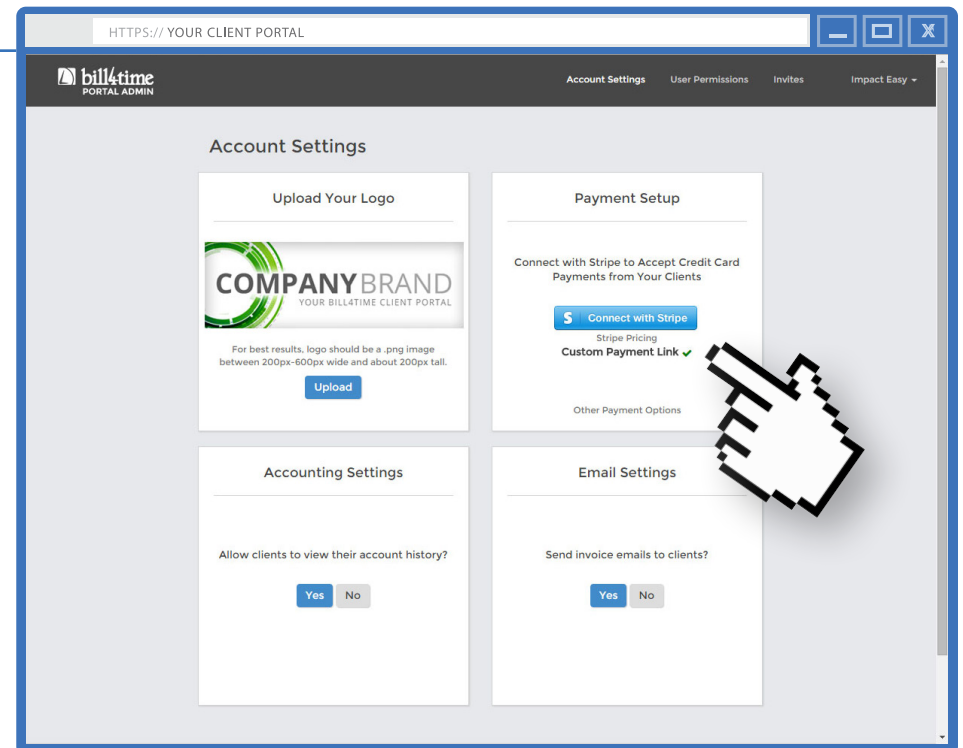 HTTPS:// YOUR CLIENT PORTAL
X
bill4time
PORTAL ADMIN
Account Settings
User Permissions
Invites
Impact Easy
Account Settings
Upload Your Logo
COMPANYBRAND
YOUR BILL4TIME CLIENT PORTAL
For best results, logo should be a .png image
between 200px-600px wide and about 200px tall.
Upload
Payment Setup
Connect with Stripe to Accept Credit Card
Payments from Your Clients
S Connect with Stripe
Stripe Pricing
Custom Payment Link ✔
Other Payment Options
Accounting Settings
Allow clients to view their account history?
Yes No
Email Settings
Send invoice emails to clients?
Yes No